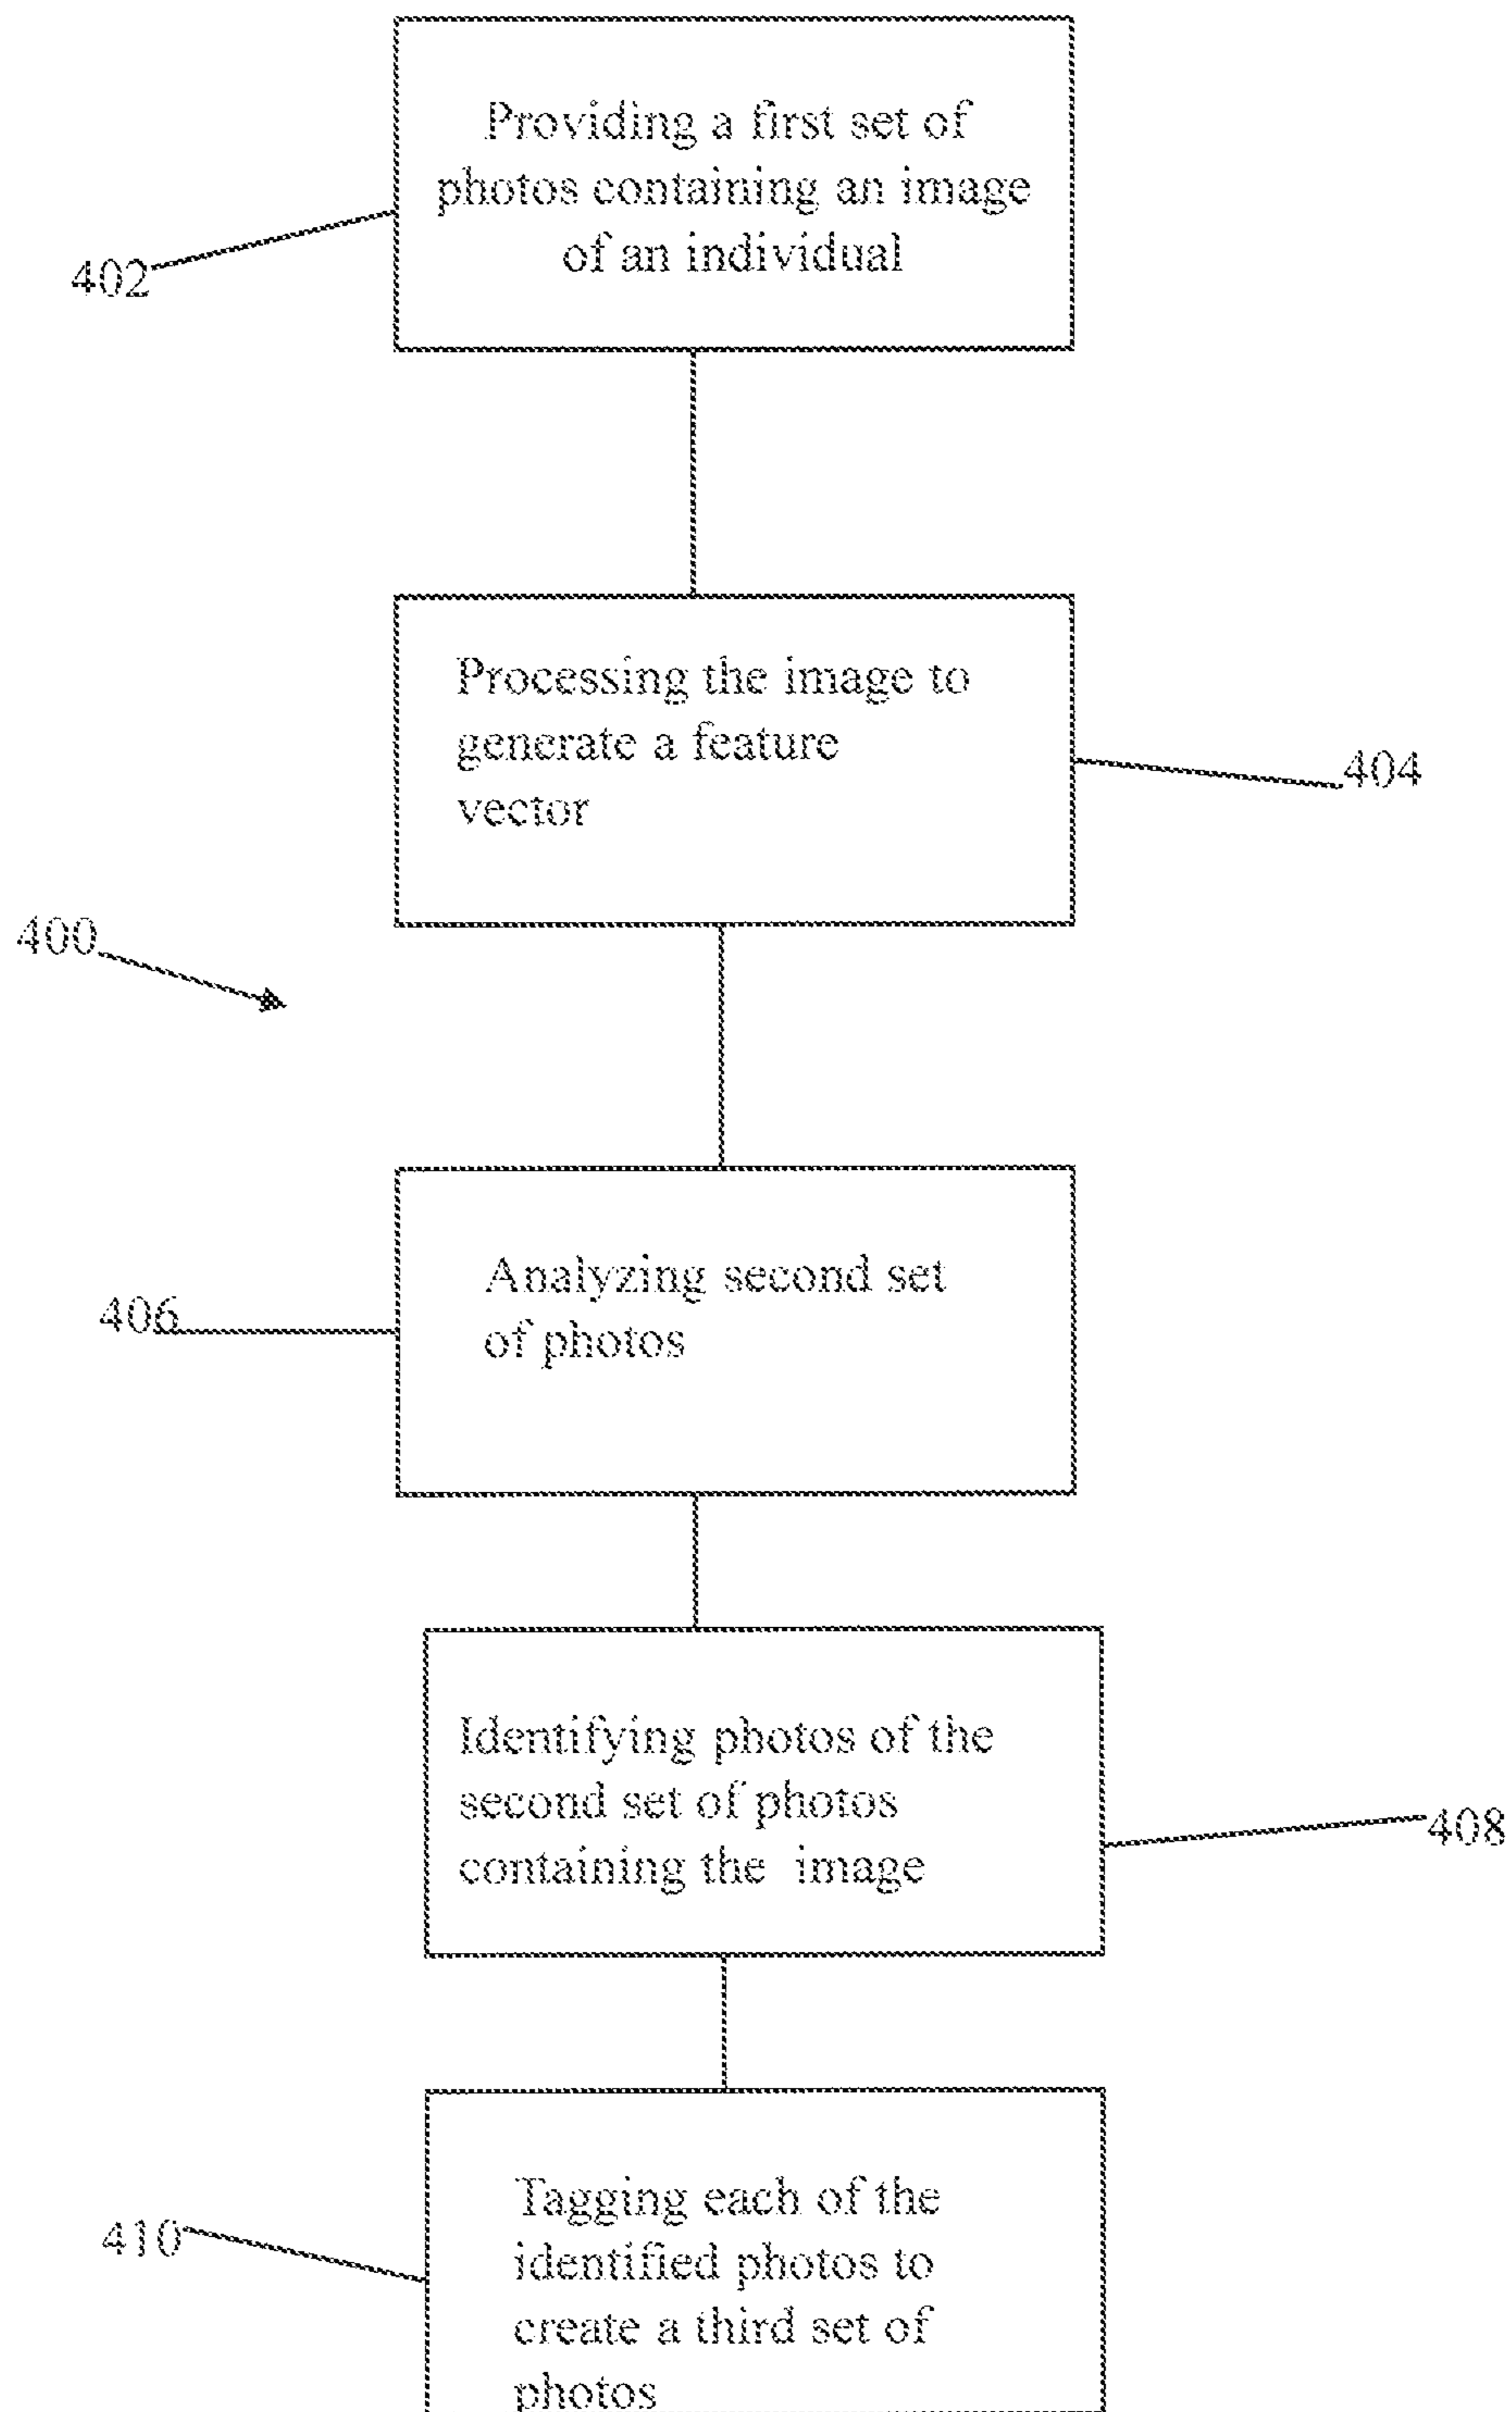 Providing a first set of
photos containing an image
of an individual
402
Processing the image to
generate a feature
vector
404
400
Analyzing second set
of photos
406
Identifying photos of the
second set of photos
containing the image
408
Tagging each of the
identified photos to
create a third set of
photos
410